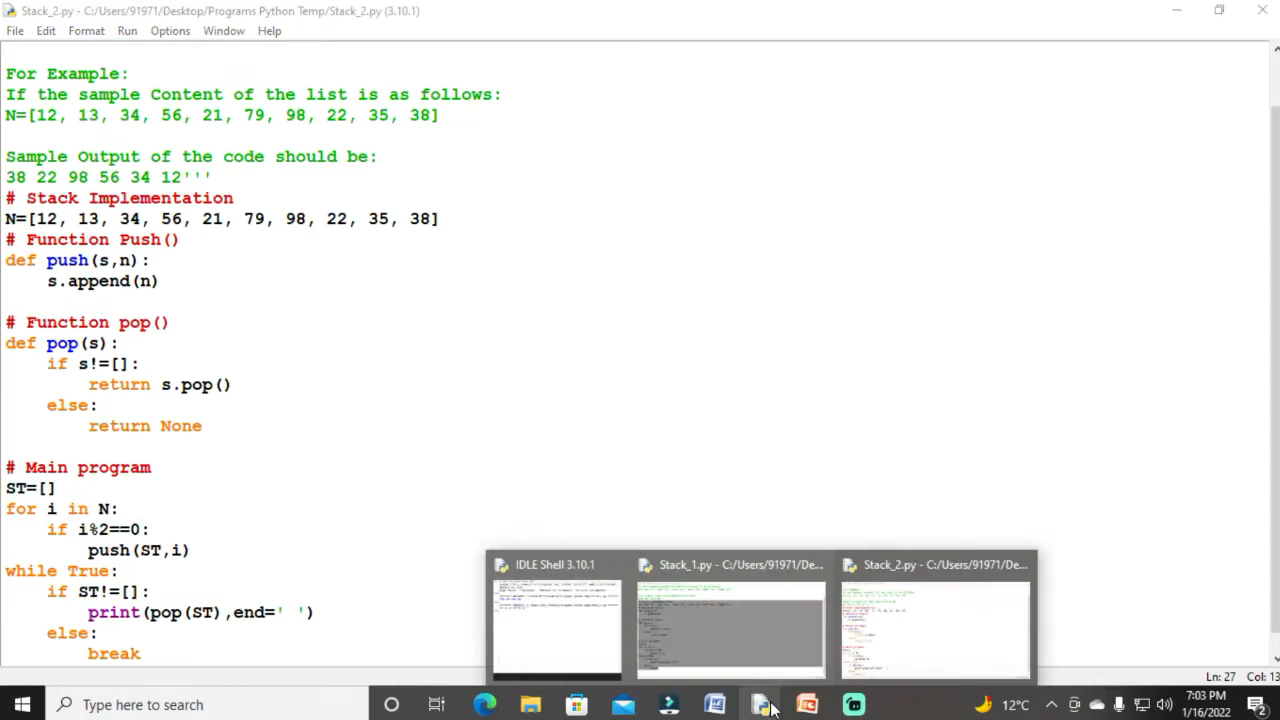 Stack_2.py - C:/Users/91971/Desktop/Programs Python Temp/Stack_2.py (3.10.1)
File Edit Format Run Options Window Help
For Example:
If the sample Content of the list is as follows:
N=[12, 13, 34, 56, 21, 79, 98, 22, 35, 38]
Sample Output of the code should be:
38 22 98 56 34 12'''
# Stack Implementation
N=[12, 13, 34, 56, 21, 79, 98, 22, 35, 38]
# Function Push()
def push(s,n):
    s.append(n)
# Function pop()
def pop(s):
    if s!=[]:
        return s.pop()
    else:
        return None
# Main program
ST=[]
for i in N:
    if i%2==0:
        push(ST,i)
while True:
    if ST!=[]:
        print(pop(ST),end=' ')
    else:
        break
IDLE Shell 3.10.1
Stack_1.py - C:/Users/91971/De...
Stack_2.py - C:/Users/91971/De...
Ln: 27 Col: 13
Type here to search
12°C
7:03 PM
1/16/2022
2